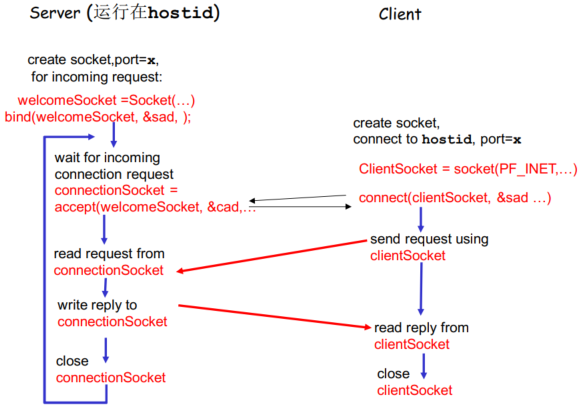 Server (运行在hostid)
create socket,port=x,
for incoming request:
welcomeSocket =Socket(…)
bind(welcomeSocket, &sad, );
wait for incoming
connection request
connectionSocket =
accept(welcomeSocket, &cad,…
read request from
connectionSocket
write reply to
connectionSocket
close
connectionSocket
Client
create socket,
connect to hostid, port=x
ClientSocket = socket(PF_INET,…)
connect(clientSocket, &sad …)
send request using
clientSocket
read reply from
clientSocket
close
clientSocket